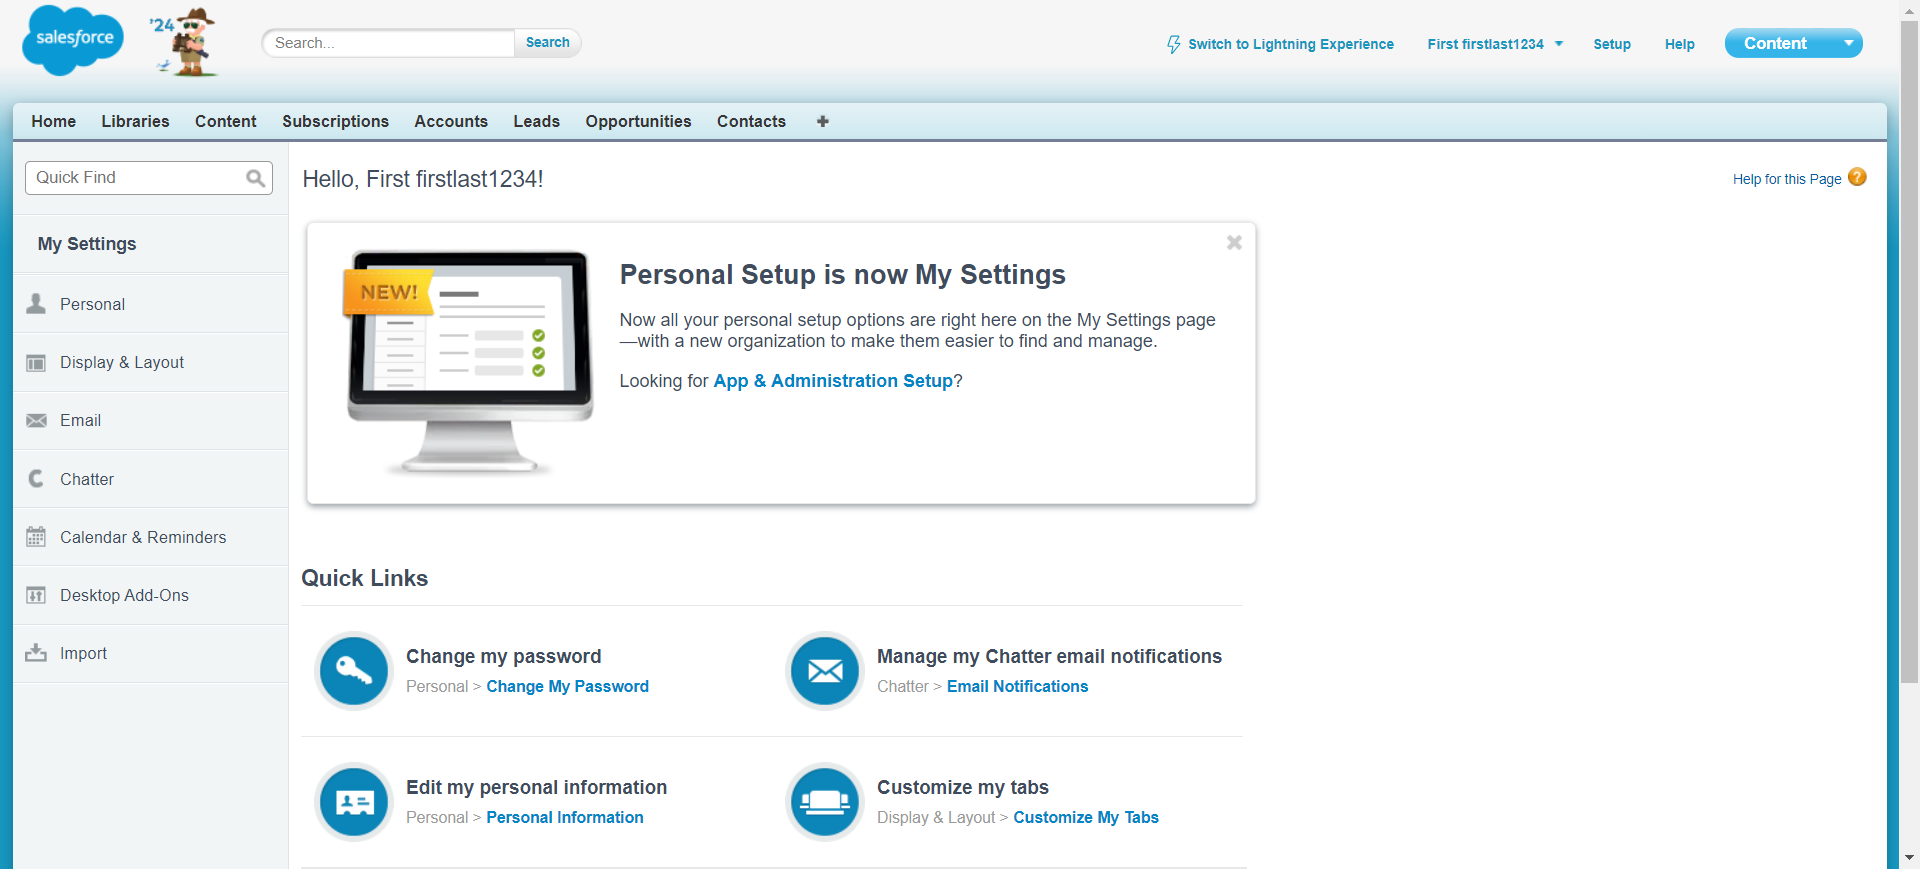 salesforce
'24
Search...
Search
Switch to Lightning Experience
First firstlast1234
Setup
Help
Content
Home
Libraries
Content
Subscriptions
Accounts
Leads
Opportunities
Contacts
Quick Find
Hello, First firstlast1234!
Help for this Page
?
My Settings
Personal
Display & Layout
Email
Chatter
Calendar & Reminders
Desktop Add-Ons
Import
NEW!
Personal Setup is now My Settings
Now all your personal setup options are right here on the My Settings page
—with a new organization to make them easier to find and manage.
Looking for App & Administration Setup?
Quick Links
Change my password
Personal > Change My Password
Manage my Chatter email notifications
Chatter > Email Notifications
Edit my personal information
Personal > Personal Information
Customize my tabs
Display & Layout > Customize My Tabs